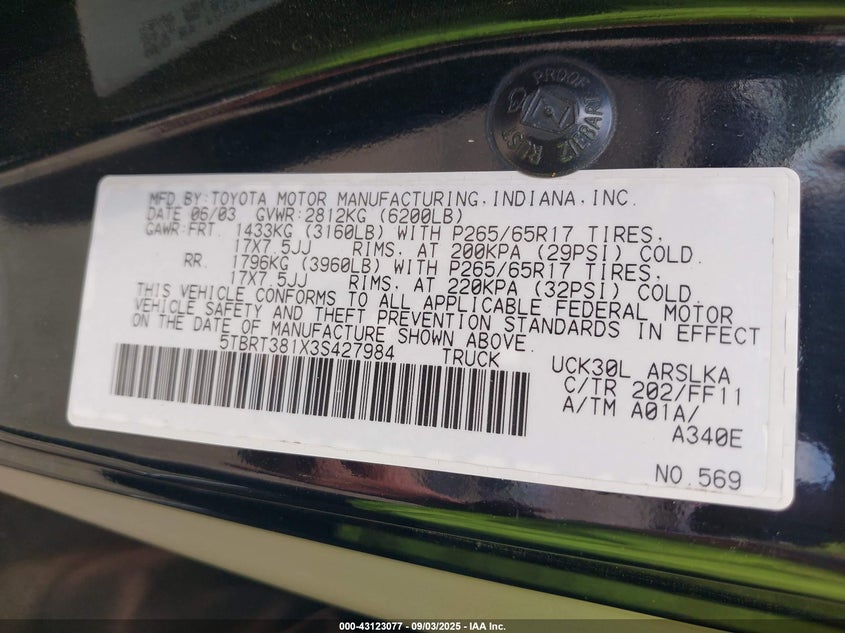 RUST PROOF
ZIEBART
MFD BY:TOYOTA MOTOR MANUFACTURING,INDIANA,INC.
DATE 06/03 GVWR:2812KG (6200LB)
GAWR:FRT. 1433KG (3160LB) WITH P265/65R17 TIRES,
17X7.5JJ RIMS, AT 200KPA (29PSI) COLD.
RR. 1796KG (3960LB) WITH P265/65R17 TIRES,
17X7.5JJ RIMS, AT 220KPA (32PSI) COLD.
THIS VEHICLE CONFORMS TO ALL APPLICABLE FEDERAL MOTOR
VEHICLE SAFETY AND THEFT PREVENTION STANDARDS IN EFFECT
ON THE DATE OF MANUFACTURE SHOWN ABOVE.
5TBRT381X3S427984 TRUCK
UCK30L ARSLKA
C/TR 202/FF11
A/TM A01A/
A340E
NO.569
000-43123077 - 09/03/2025 - IAA Inc.